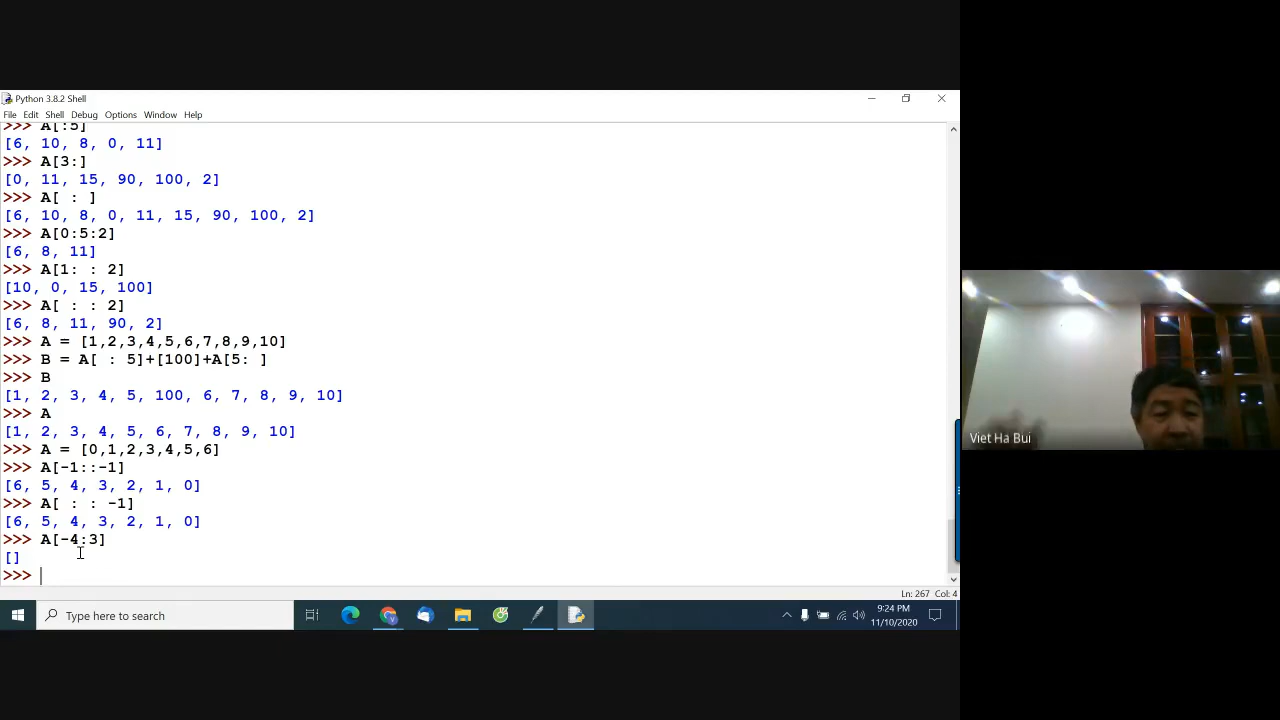 Python 3.8.2 Shell
File Edit Shell Debug Options Window Help
>>> A[:5]
[6, 10, 8, 0, 11]
>>> A[3:]
[0, 11, 15, 90, 100, 2]
>>> A[ : ]
[6, 10, 8, 0, 11, 15, 90, 100, 2]
>>> A[0:5:2]
[6, 8, 11]
>>> A[1: : 2]
[10, 0, 15, 100]
>>> A[ : : 2]
[6, 8, 11, 90, 2]
>>> A = [1,2,3,4,5,6,7,8,9,10]
>>> B = A[ : 5]+[100]+A[5: ]
>>> B
[1, 2, 3, 4, 5, 100, 6, 7, 8, 9, 10]
>>> A
[1, 2, 3, 4, 5, 6, 7, 8, 9, 10]
>>> A = [0,1,2,3,4,5,6]
>>> A[-1::-1]
[6, 5, 4, 3, 2, 1, 0]
>>> A[ : : -1]
[6, 5, 4, 3, 2, 1, 0]
>>> A[-4:3]
[]
>>>
Ln: 267 Col: 4
Type here to search
9:24 PM
11/10/2020
Viet Ha Bui